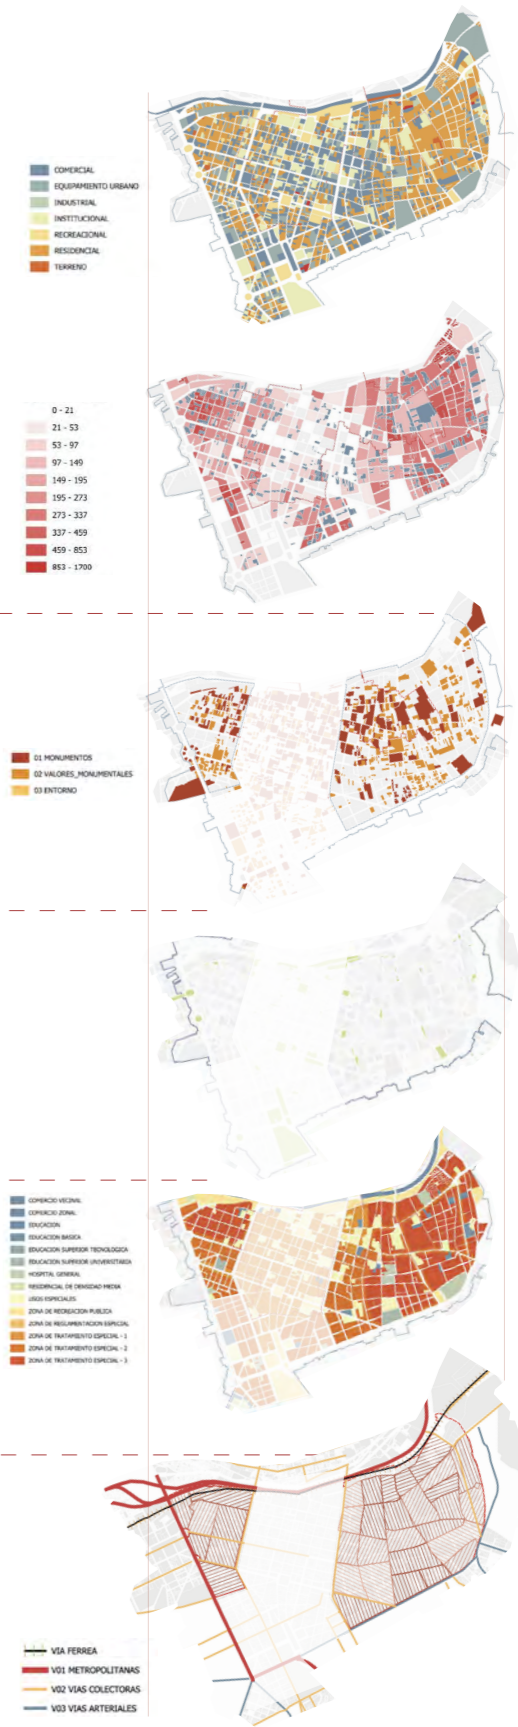 COMERCIAL
EQUIPAMIENTO URBANO
INDUSTRIAL
INSTITUCIONAL
RECREACIONAL
RESIDENCIAL
TERRENO
0 - 21
21 - 53
53 - 97
97 - 149
149 - 195
195 - 273
273 - 337
337 - 459
459 - 853
853 - 1700
01 MONUMENTOS
02 VALORES_MONUMENTALES
03 ENTORNO
COMERCIO VECINAL
COMERCIO ZONAL
EDUCACION
EDUCACION BASICA
EDUCACION SUPERIOR TECNOLOGICA
EDUCACION SUPERIOR UNIVERSITARIA
HOSPITAL GENERAL
RESIDENCIAL DE DENSIDAD MEDIA
USOS ESPECIALES
ZONA DE RECREACION PUBLICA
ZONA DE REGLAMENTACION ESPECIAL
ZONA DE TRATAMIENTO ESPECIAL - 1
ZONA DE TRATAMIENTO ESPECIAL - 2
ZONA DE TRATAMIENTO ESPECIAL - 3
VIA FERREA
V01 METROPOLITANAS
V02 VIAS COLECTORAS
V03 VIAS ARTERIALES